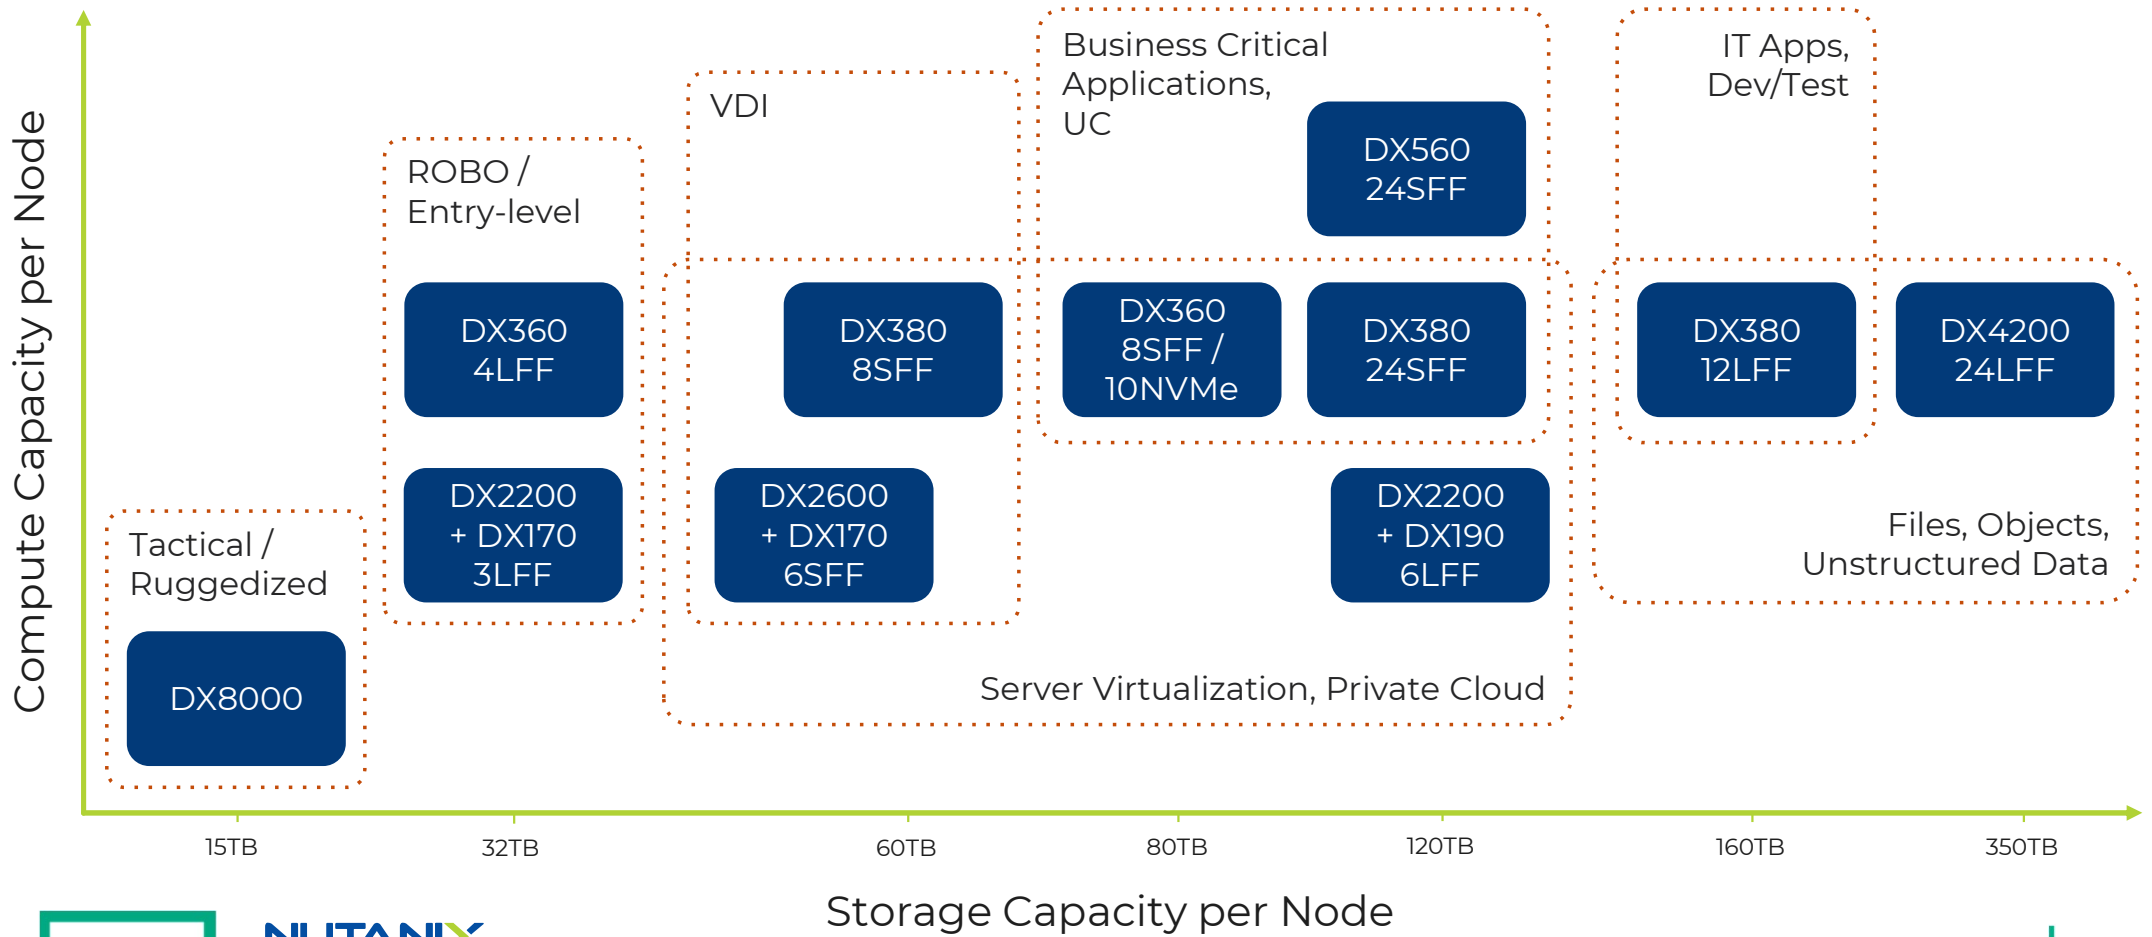 Compute Capacity per Node
Tactical /
Ruggedized
DX8000
ROBO /
Entry-level
DX360
4LFF
DX2200
+ DX170
3LFF
VDI
DX380
8SFF
DX2600
+ DX170
6SFF
Business Critical
Applications,
UC
DX560
24SFF
DX360
8SFF /
10NVMe
DX380
24SFF
DX2200
+ DX190
6LFF
Server Virtualization, Private Cloud
IT Apps,
Dev/Test
DX380
12LFF
DX4200
24LFF
Files, Objects,
Unstructured Data
15TB
32TB
60TB
80TB
120TB
160TB
350TB
Storage Capacity per Node
NUTANIX